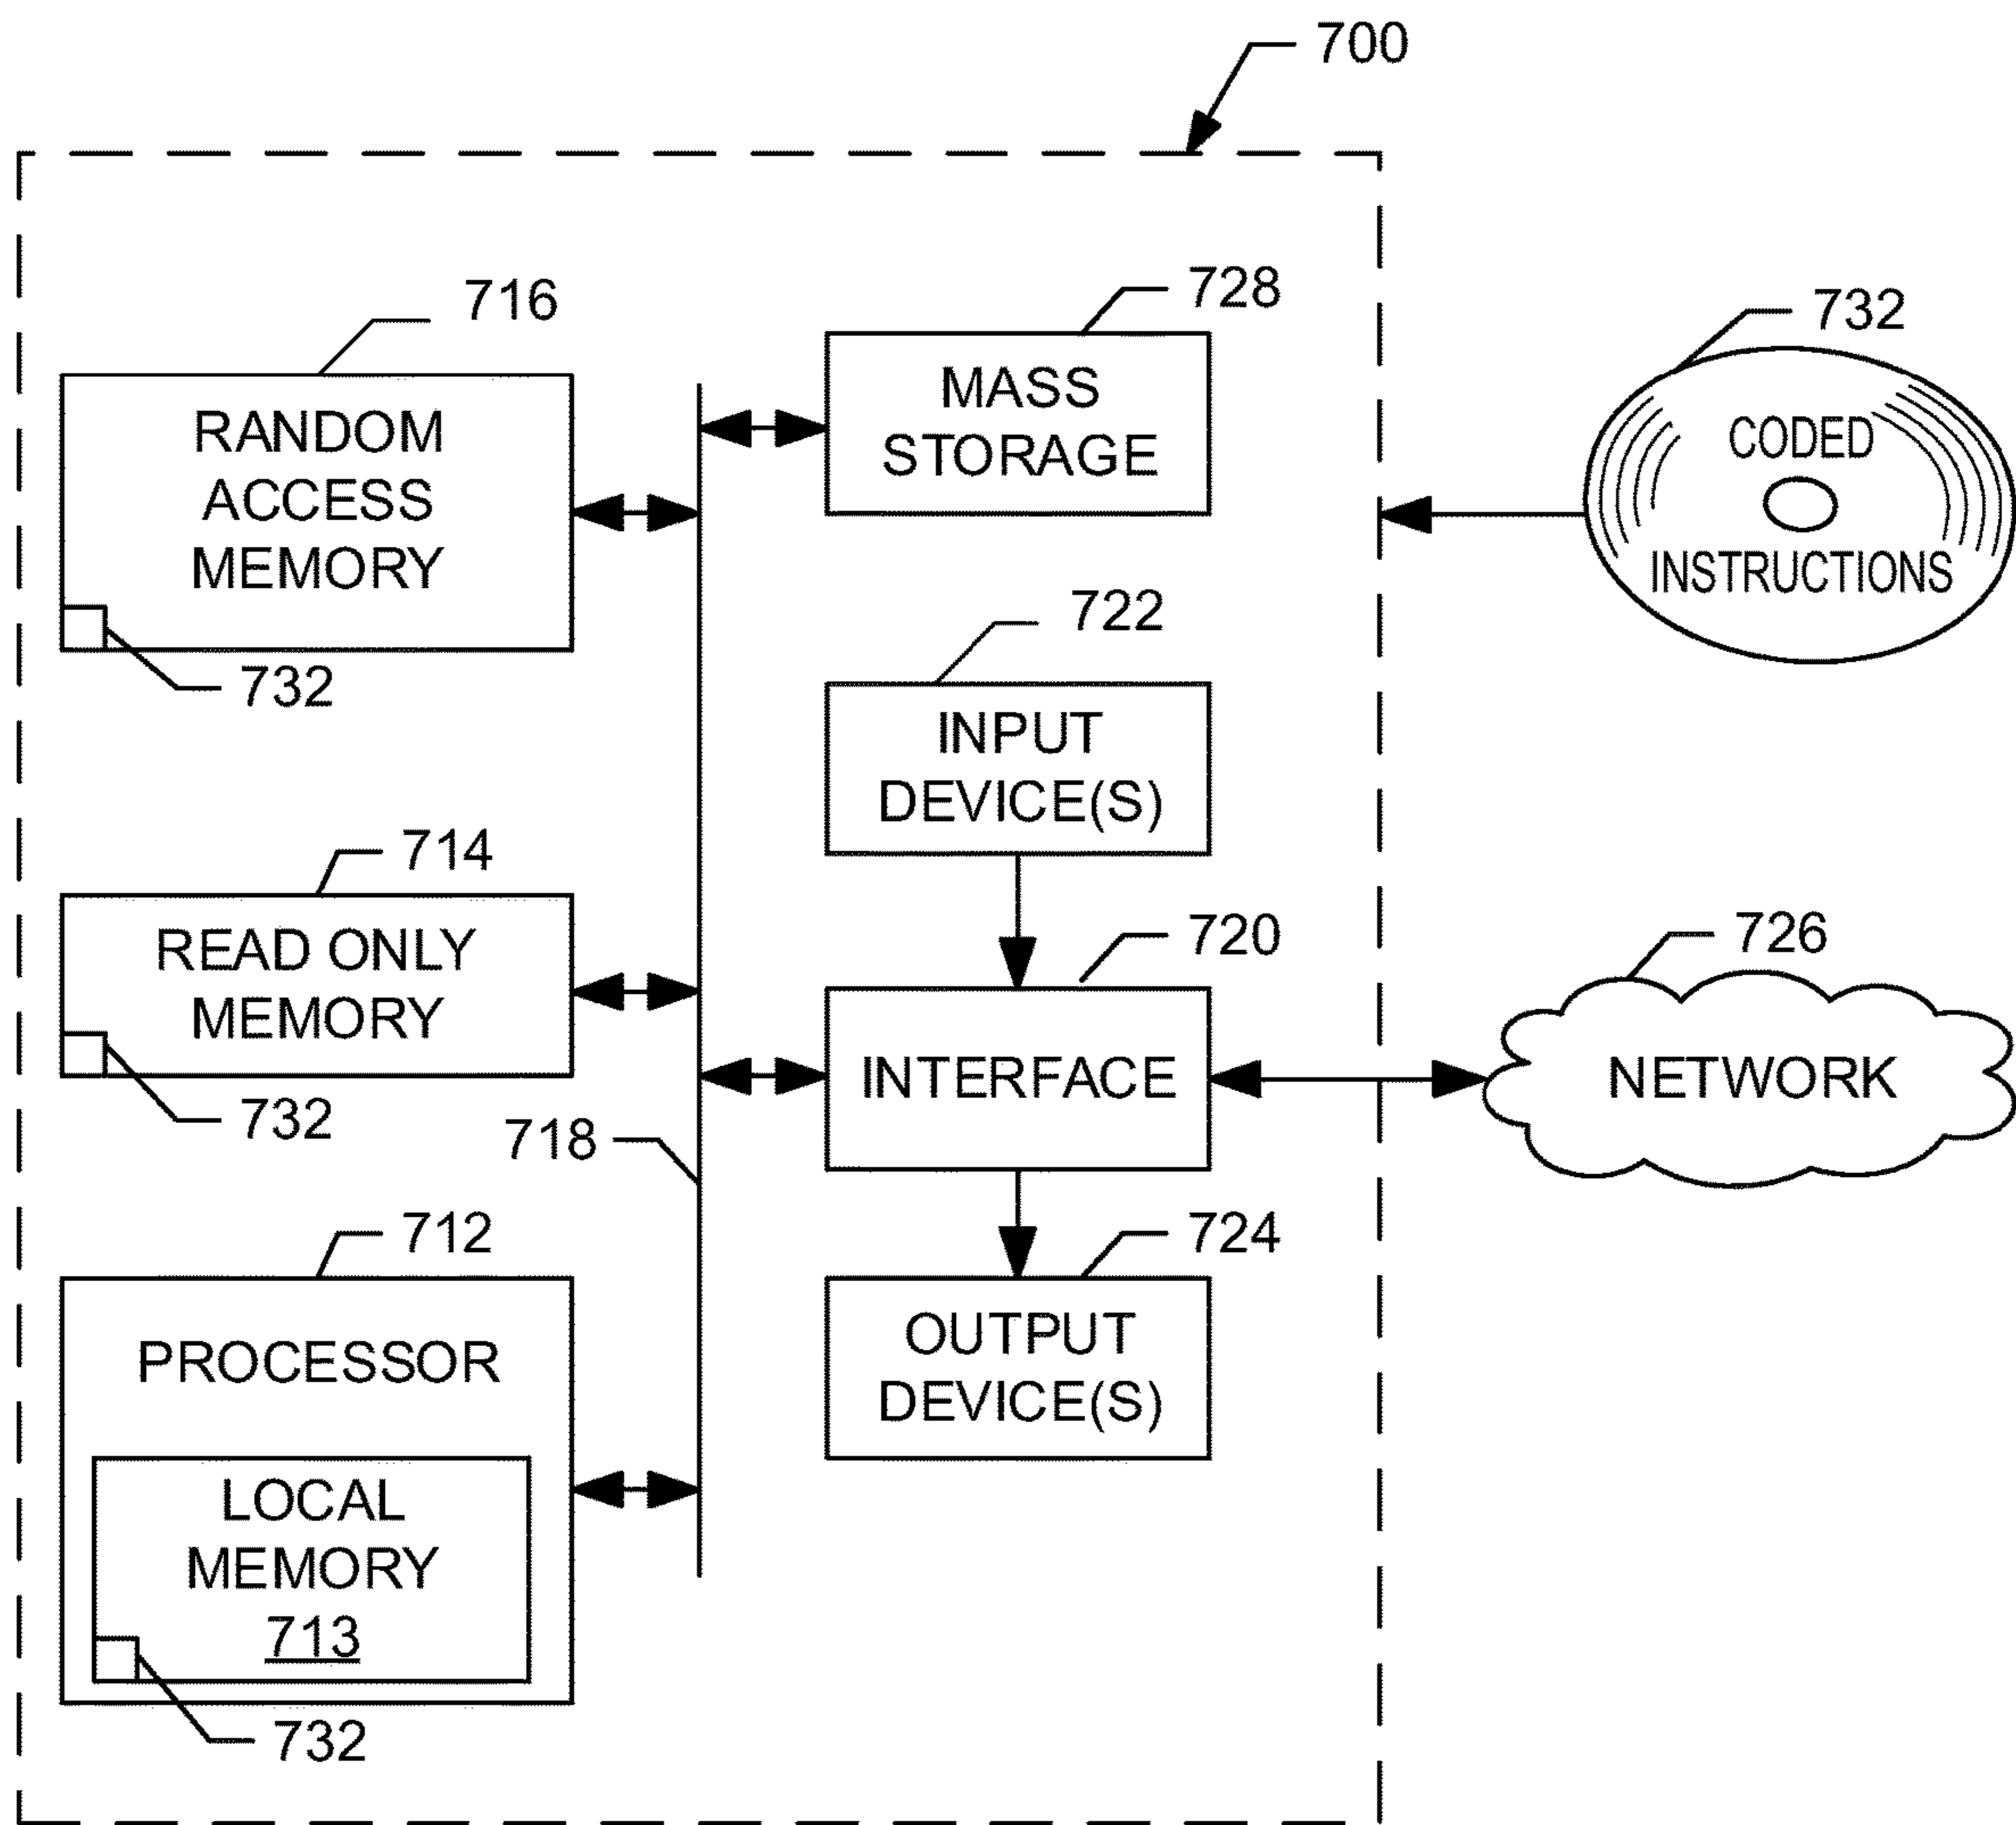 700
716
RANDOM
ACCESS
MEMORY
732
728
MASS
STORAGE
732
CODED
INSTRUCTIONS
722
INPUT
DEVICE(S)
714
READ ONLY
MEMORY
732
718
720
INTERFACE
726
NETWORK
712
PROCESSOR
LOCAL
MEMORY
713
732
724
OUTPUT
DEVICE(S)